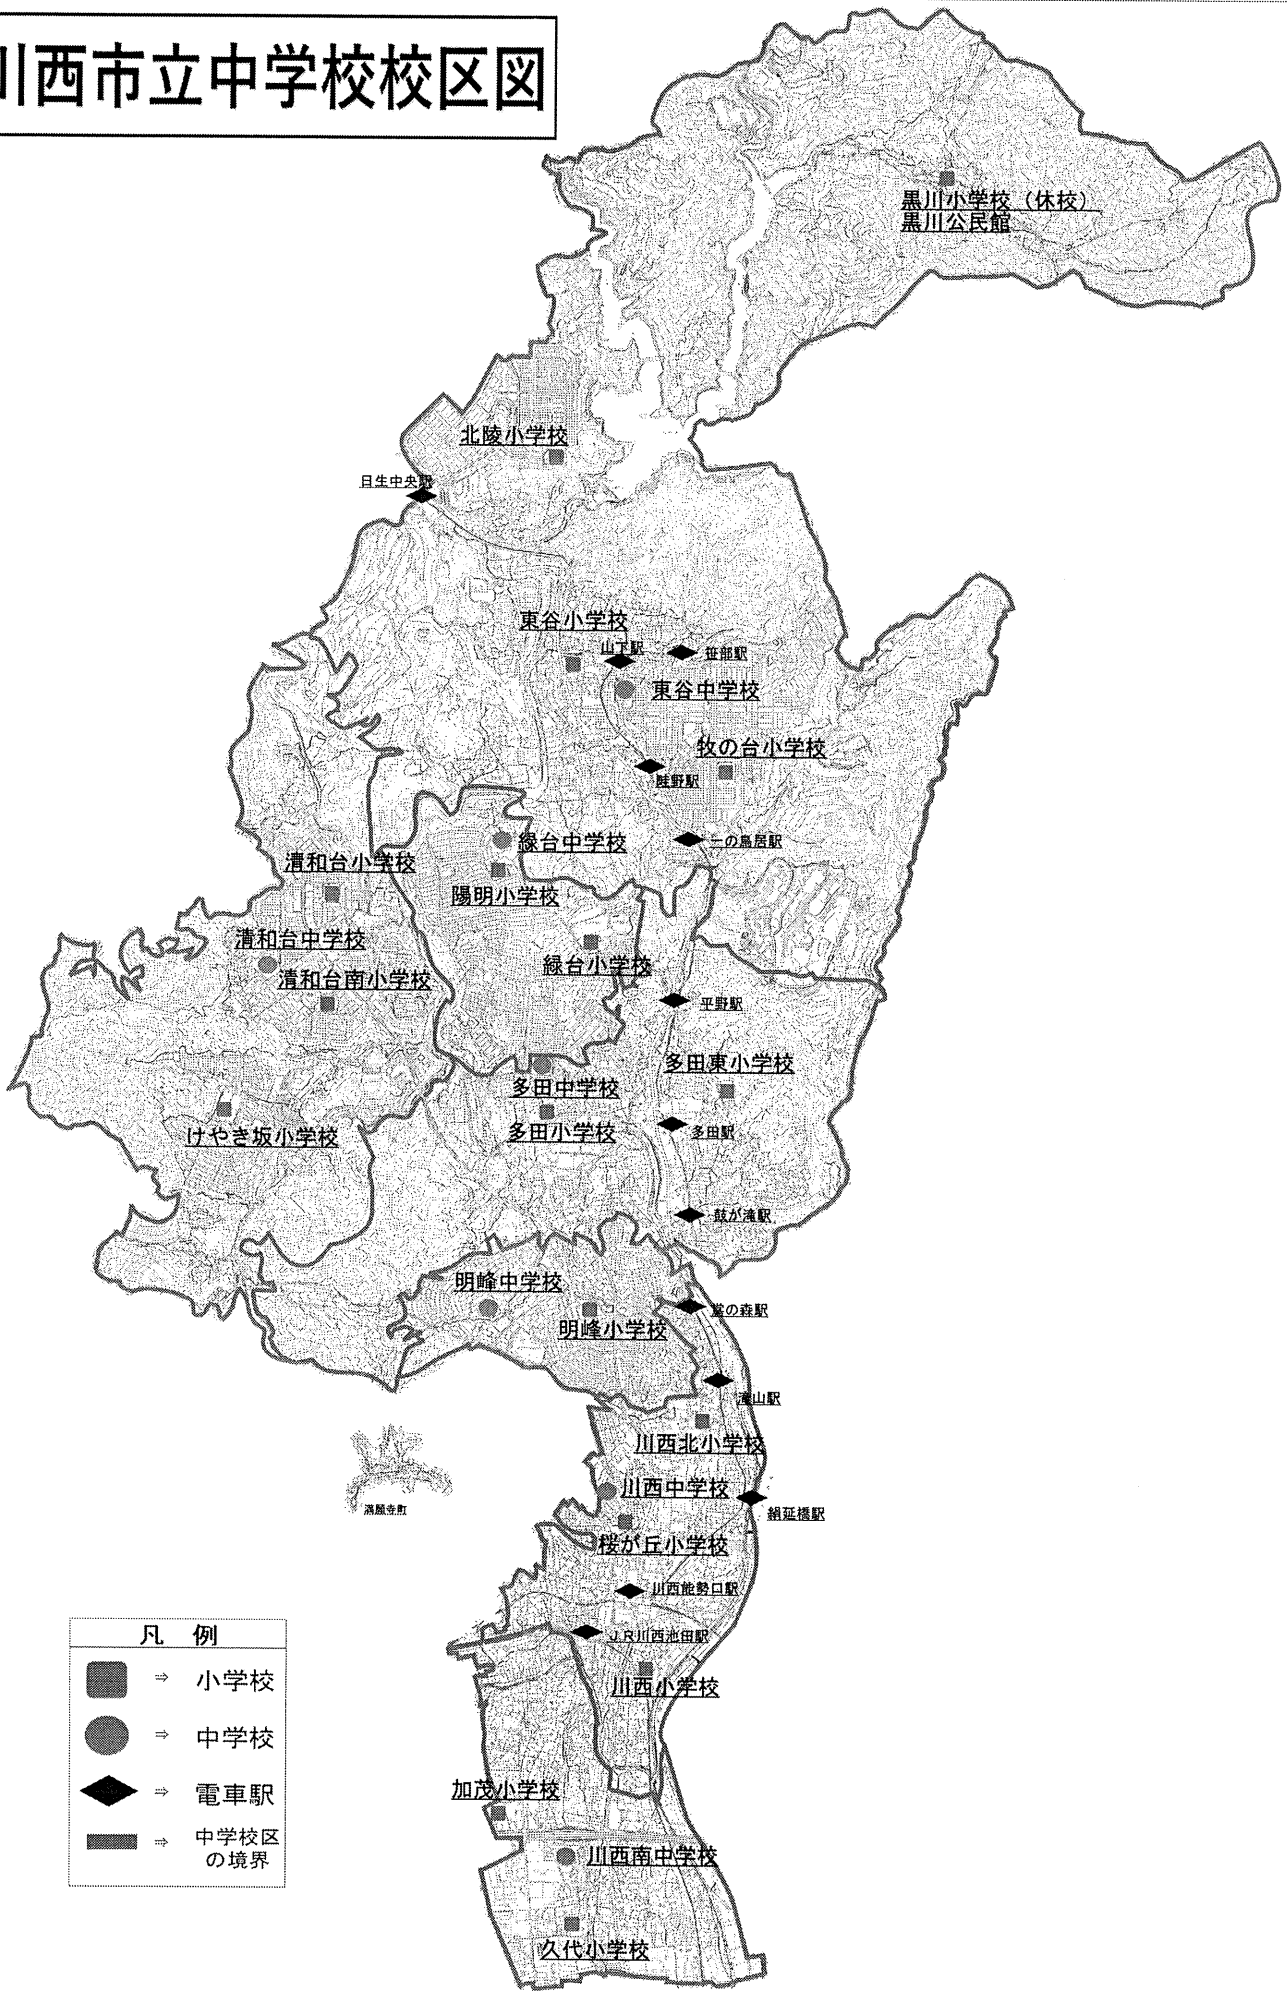 川西市立中学校校区図
黒川小学校（休校）
黒川公民館
北陵小学校
日生中央駅
東谷小学校
山下駅
笹部駅
東谷中学校
牧の台小学校
畦野駅
一の鳥居駅
緑台中学校
清和台小学校
陽明小学校
清和台中学校
緑台小学校
清和台南小学校
平野駅
多田東小学校
多田中学校
多田小学校
多田駅
けやき坂小学校
鼓が滝駅
明峰中学校
明峰小学校
鶯の森駅
滝山駅
川西北小学校
川西中学校
満願寺町
絹延橋駅
桜が丘小学校
川西能勢口駅
ＪＲ川西池田駅
川西小学校
加茂小学校
川西南中学校
久代小学校
凡 例
⇒ 小学校
⇒ 中学校
⇒ 電車駅
⇒ 中学校区
の境界